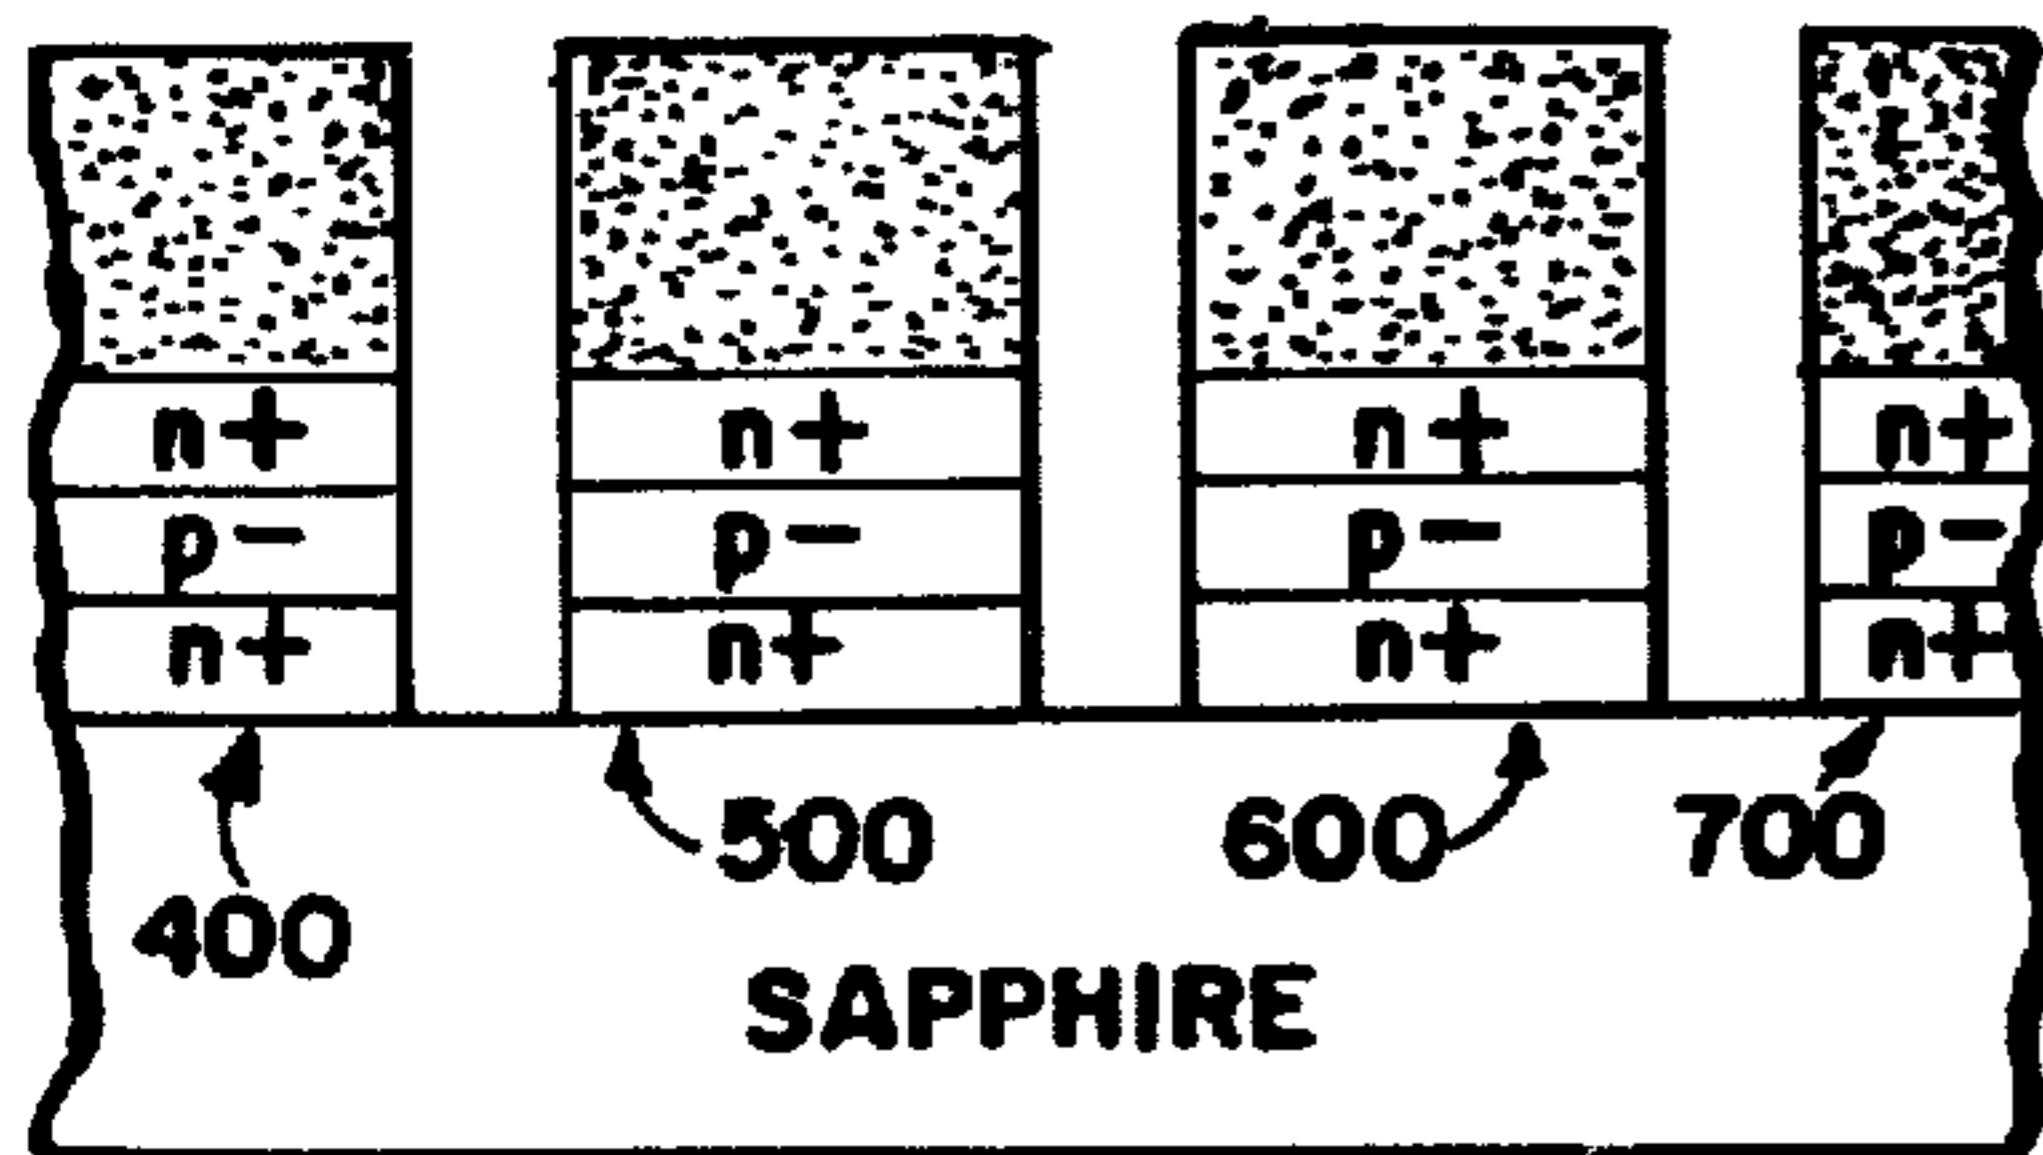 n+ n+ n+ n+
p- p- p- p-
n+ n+ n+ n+
500 600 700
400
SAPPHIRE